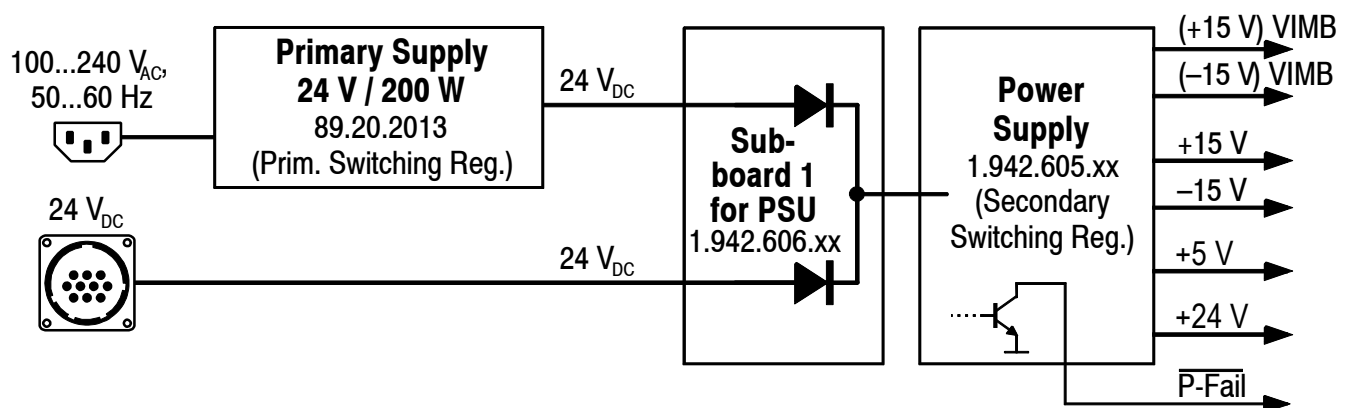 100...240 VAC,
50...60 Hz
Primary Supply
24 V / 200 W
89.20.2013
(Prim. Switching Reg.)
24 VDC
24 VDC
24 VDC
Sub-
board 1
for PSU
1.942.606.xx
Power
Supply
1.942.605.xx
(Secondary
Switching Reg.)
(+15 V) VIMB
(–15 V) VIMB
+15 V
–15 V
+5 V
+24 V
P-Fail